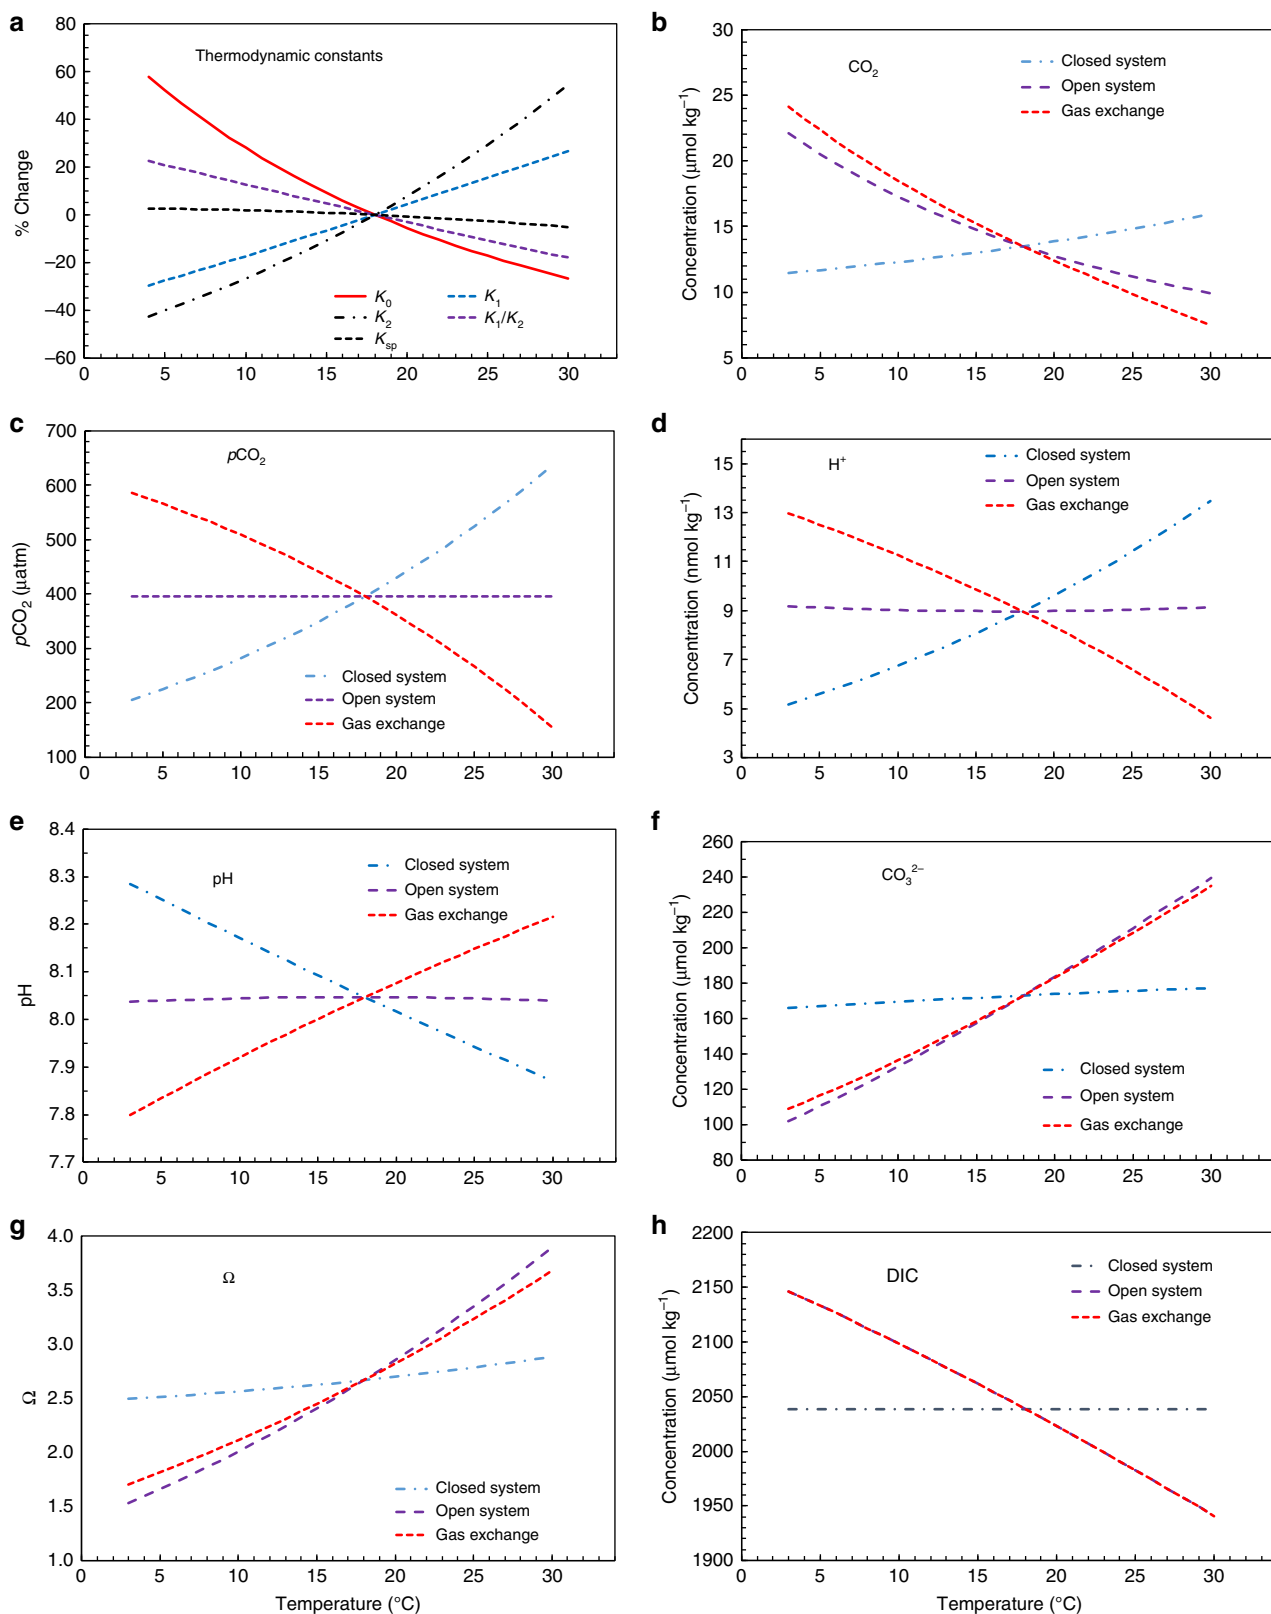 a
80
60
40
20
0
−20
−40
−60
% Change
Thermodynamic constants
K0
K1
K2
K1/K2
Ksp
0 5 10 15 20 25 30
b
30
25
20
15
10
5
Concentration (μmol kg−1)
CO2
Closed system
Open system
Gas exchange
0 5 10 15 20 25 30
c
700
600
500
400
300
200
100
pCO2 (μatm)
pCO2
Closed system
Open system
Gas exchange
0 5 10 15 20 25 30
d
15
13
11
9
7
5
3
Concentration (nmol kg−1)
H+
Closed system
Open system
Gas exchange
0 5 10 15 20 25 30
e
8.4
8.3
8.2
8.1
8.0
7.9
7.8
7.7
pH
pH
Closed system
Open system
Gas exchange
0 5 10 15 20 25 30
f
260
240
220
200
180
160
140
120
100
80
Concentration (μmol kg−1)
CO3 2−
Closed system
Open system
Gas exchange
0 5 10 15 20 25 30
g
4.0
3.5
3.0
2.5
2.0
1.5
1.0
Ω
Ω
Closed system
Open system
Gas exchange
0 5 10 15 20 25 30
Temperature (°C)
h
2200
2150
2100
2050
2000
1950
1900
Concentration (μmol kg−1)
DIC
Closed system
Open system
Gas exchange
0 5 10 15 20 25 30
Temperature (°C)